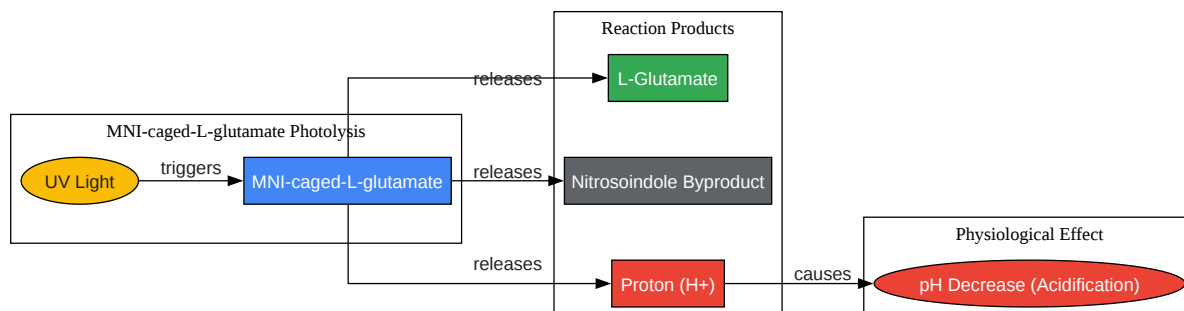 Reaction Products
releases
L-Glutamate
MNI-caged-L-glutamate Photolysis
UV Light
triggers
MNI-caged-L-glutamate
releases
Nitrosoindole Byproduct
Physiological Effect
releases
Proton (H+)
causes
pH Decrease (Acidification)